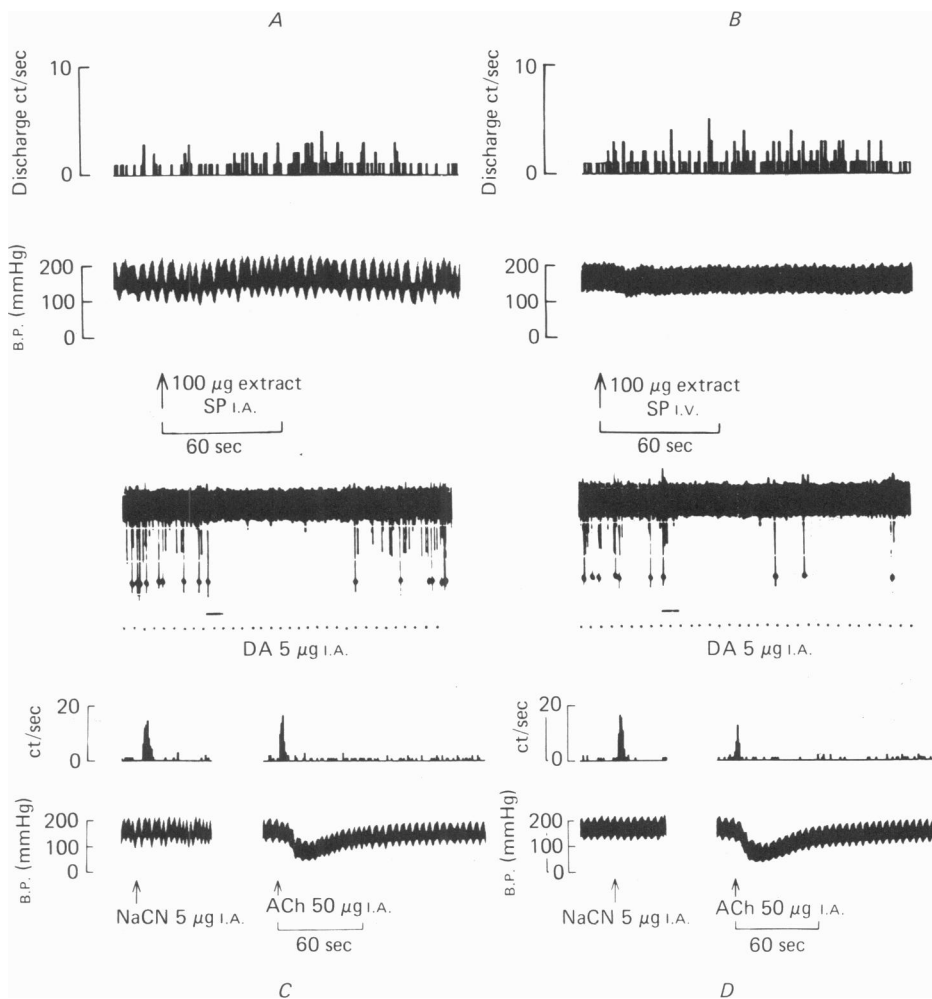 A
B
Discharge ct/sec
10
0
Discharge ct/sec
10
0
B.P. (mmHg)
200
100
0
B.P. (mmHg)
200
100
0
100 µg extract
SP I.A.
60 sec
100 µg extract
SP I.V.
60 sec
DA 5 µg I.A.
DA 5 µg I.A.
ct/sec
20
0
ct/sec
20
0
B.P. (mmHg)
200
100
0
B.P. (mmHg)
200
100
0
NaCN 5 µg I.A.
ACh 50 µg I.A.
60 sec
NaCN 5 µg I.A.
ACh 50 µg I.A.
60 sec
C
D